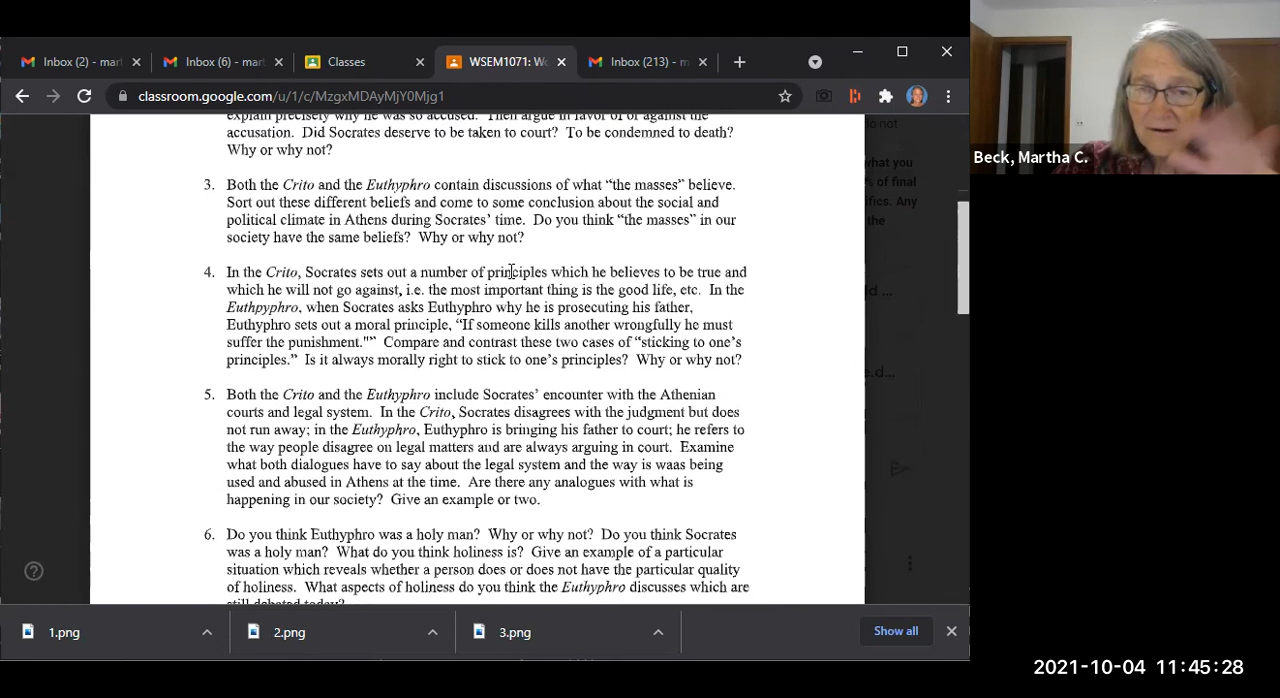 Inbox (2) - mart
Inbox (6) - mart
Classes
WSEM1071: Wo
Inbox (213) - m
classroom.google.com/u/1/c/MzgxMDAyMjY0Mjg1
explain precisely why he was so accused. Then argue in favor of or against the
accusation. Did Socrates deserve to be taken to court? To be condemned to death?
Why or why not?
3. Both the Crito and the Euthyphro contain discussions of what “the masses” believe.
Sort out these different beliefs and come to some conclusion about the social and
political climate in Athens during Socrates’ time. Do you think “the masses” in our
society have the same beliefs? Why or why not?
4. In the Crito, Socrates sets out a number of principles which he believes to be true and
which he will not go against, i.e. the most important thing is the good life, etc. In the
Euthpyphro, when Socrates asks Euthyphro why he is prosecuting his father,
Euthyphro sets out a moral principle, “If someone kills another wrongfully he must
suffer the punishment."” Compare and contrast these two cases of “sticking to one’s
principles.” Is it always morally right to stick to one’s principles? Why or why not?
5. Both the Crito and the Euthyphro include Socrates’ encounter with the Athenian
courts and legal system. In the Crito, Socrates disagrees with the judgment but does
not run away; in the Euthyphro, Euthyphro is bringing his father to court; he refers to
the way people disagree on legal matters and are always arguing in court. Examine
what both dialogues have to say about the legal system and the way is waas being
used and abused in Athens at the time. Are there any analogues with what is
happening in our society? Give an example or two.
6. Do you think Euthyphro was a holy man? Why or why not? Do you think Socrates
was a holy man? What do you think holiness is? Give an example of a particular
situation which reveals whether a person does or does not have the particular quality
of holiness. What aspects of holiness do you think the Euthyphro discusses which are
still debated today?
do not
what you
% of final
ifics. Any
the
ed ...
e.d...
1.png
2.png
3.png
Show all
Beck, Martha C.
2021-10-04 11:45:28